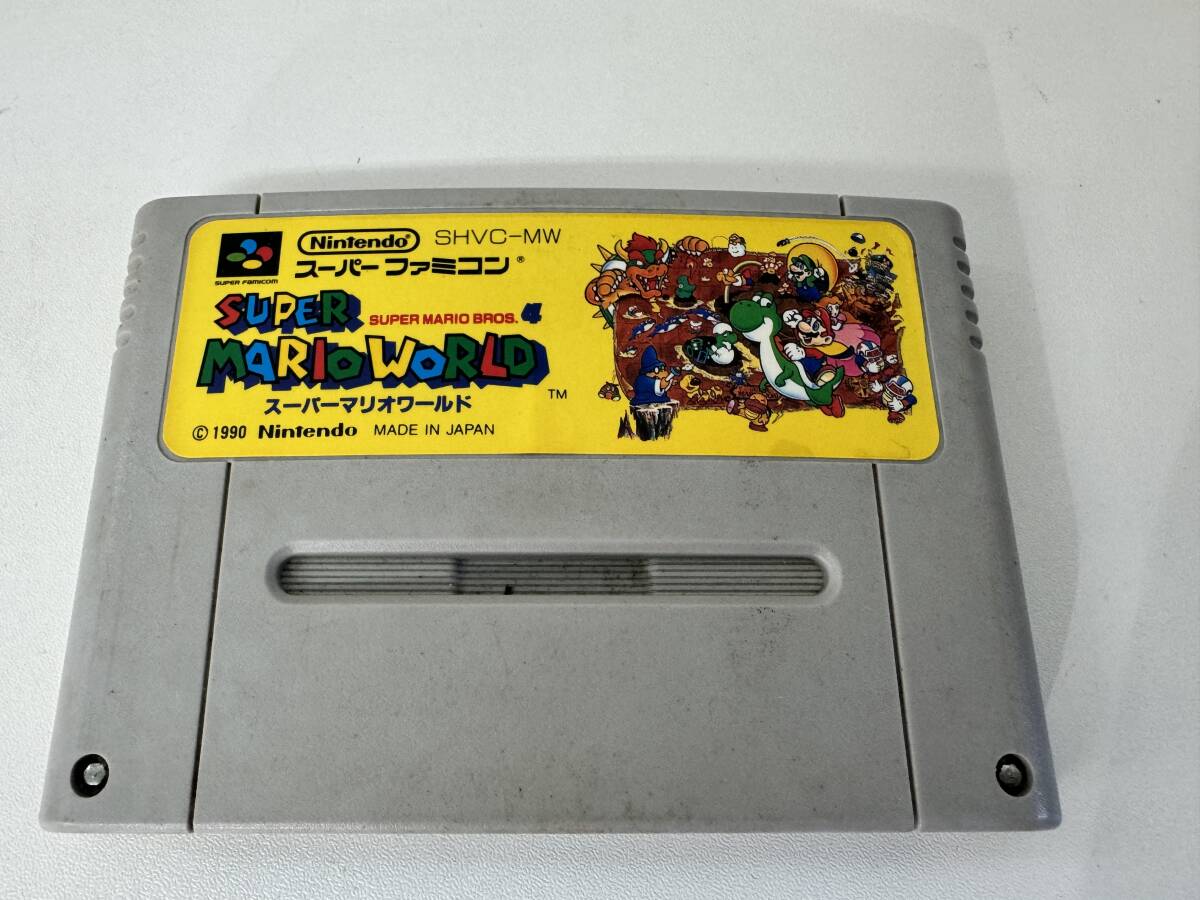 SUPER FAMICOM
Nintendo SHVC-MW
スーパーファミコン®
SUPER MARIO BROS. 4
MARIO WORLD ™
スーパーマリオワールド
© 1990 Nintendo MADE IN JAPAN